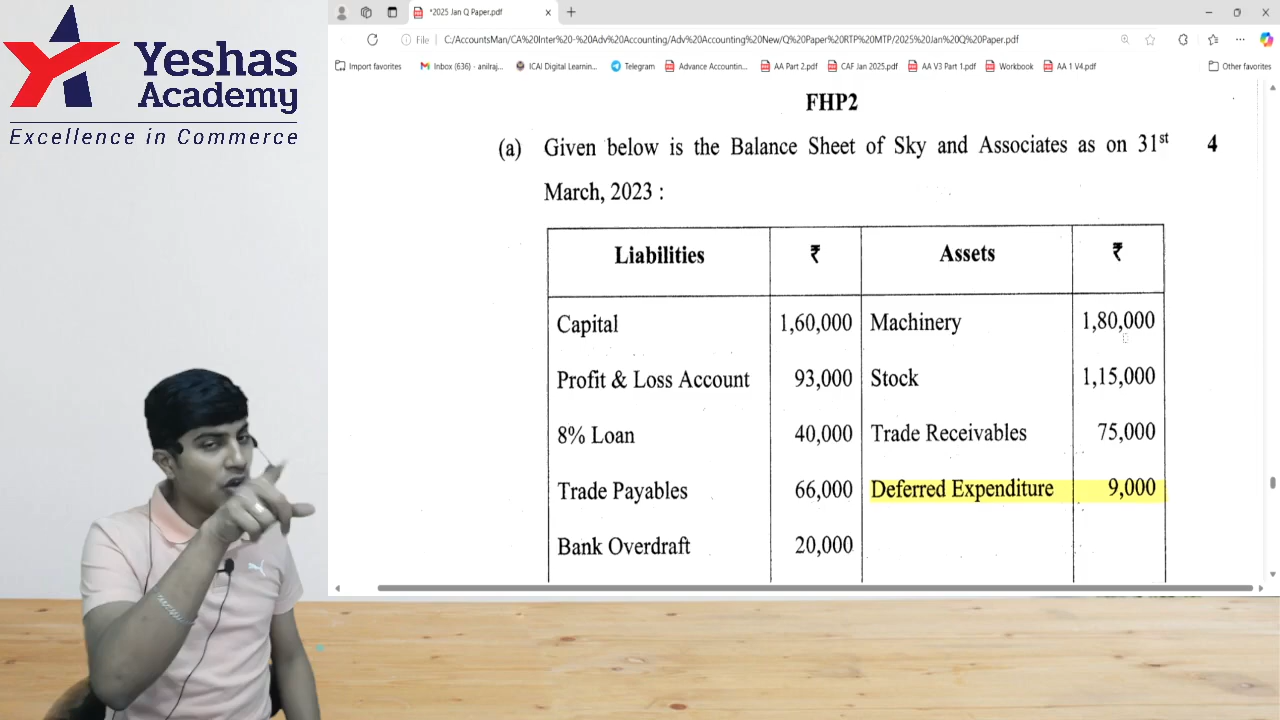 Yeshas
Academy
Excellence in Commerce
*2025 Jan Q Paper.pdf
File C:/AccountsMan/CA%20Inter%20-%20Adv%20Accounting/Adv%20Accounting%20New/Q%20Paper%20RTP%20MTP/2025%20Jan%20Q%20Paper.pdf
Import favorites Inbox (636) - anilraj... ICAI Digital Learnin... Telegram Advance Accountin... AA Part 2.pdf CAF Jan 2025.pdf AA V3 Part 1.pdf Workbook AA 1 V4.pdf Other favorites
FHP2
(a) Given below is the Balance Sheet of Sky and Associates as on 31st 4
March, 2023 :
Liabilities ₹ Assets ₹
Capital 1,60,000 Machinery 1,80,000
Profit & Loss Account 93,000 Stock 1,15,000
8% Loan 40,000 Trade Receivables 75,000
Trade Payables 66,000 Deferred Expenditure 9,000
Bank Overdraft 20,000